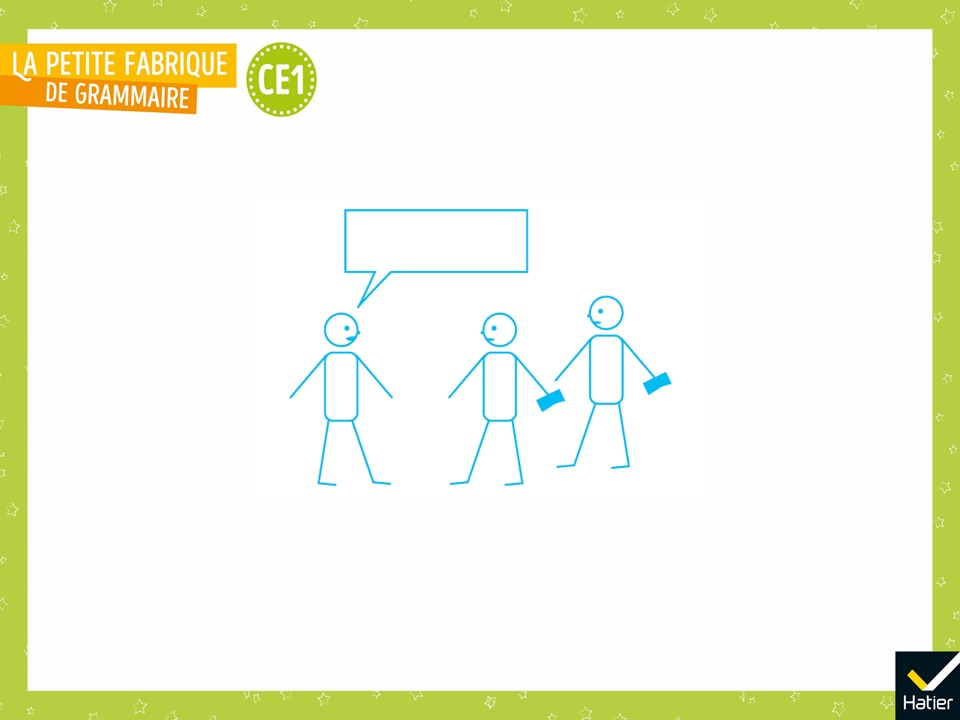 LA PETITE FABRIQUE
DE GRAMMAIRE
CE1
Hatier